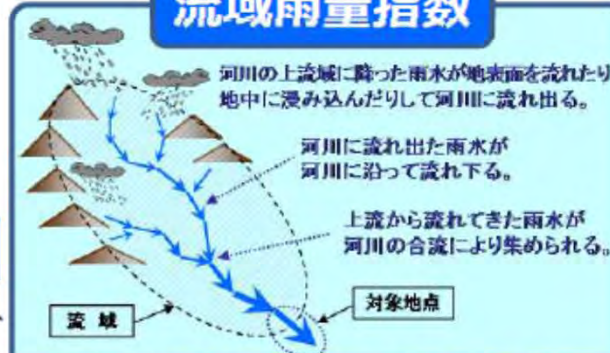 流域雨量指数
河川の上流域に降った雨水が地表面を流れたり
地中に浸み込んだりして河川に流れ出る。
河川に流れ出た雨水が
河川に沿って流れ下る。
上流から流れてきた雨水が
河川の合流により集められる。
対象地点
流 域